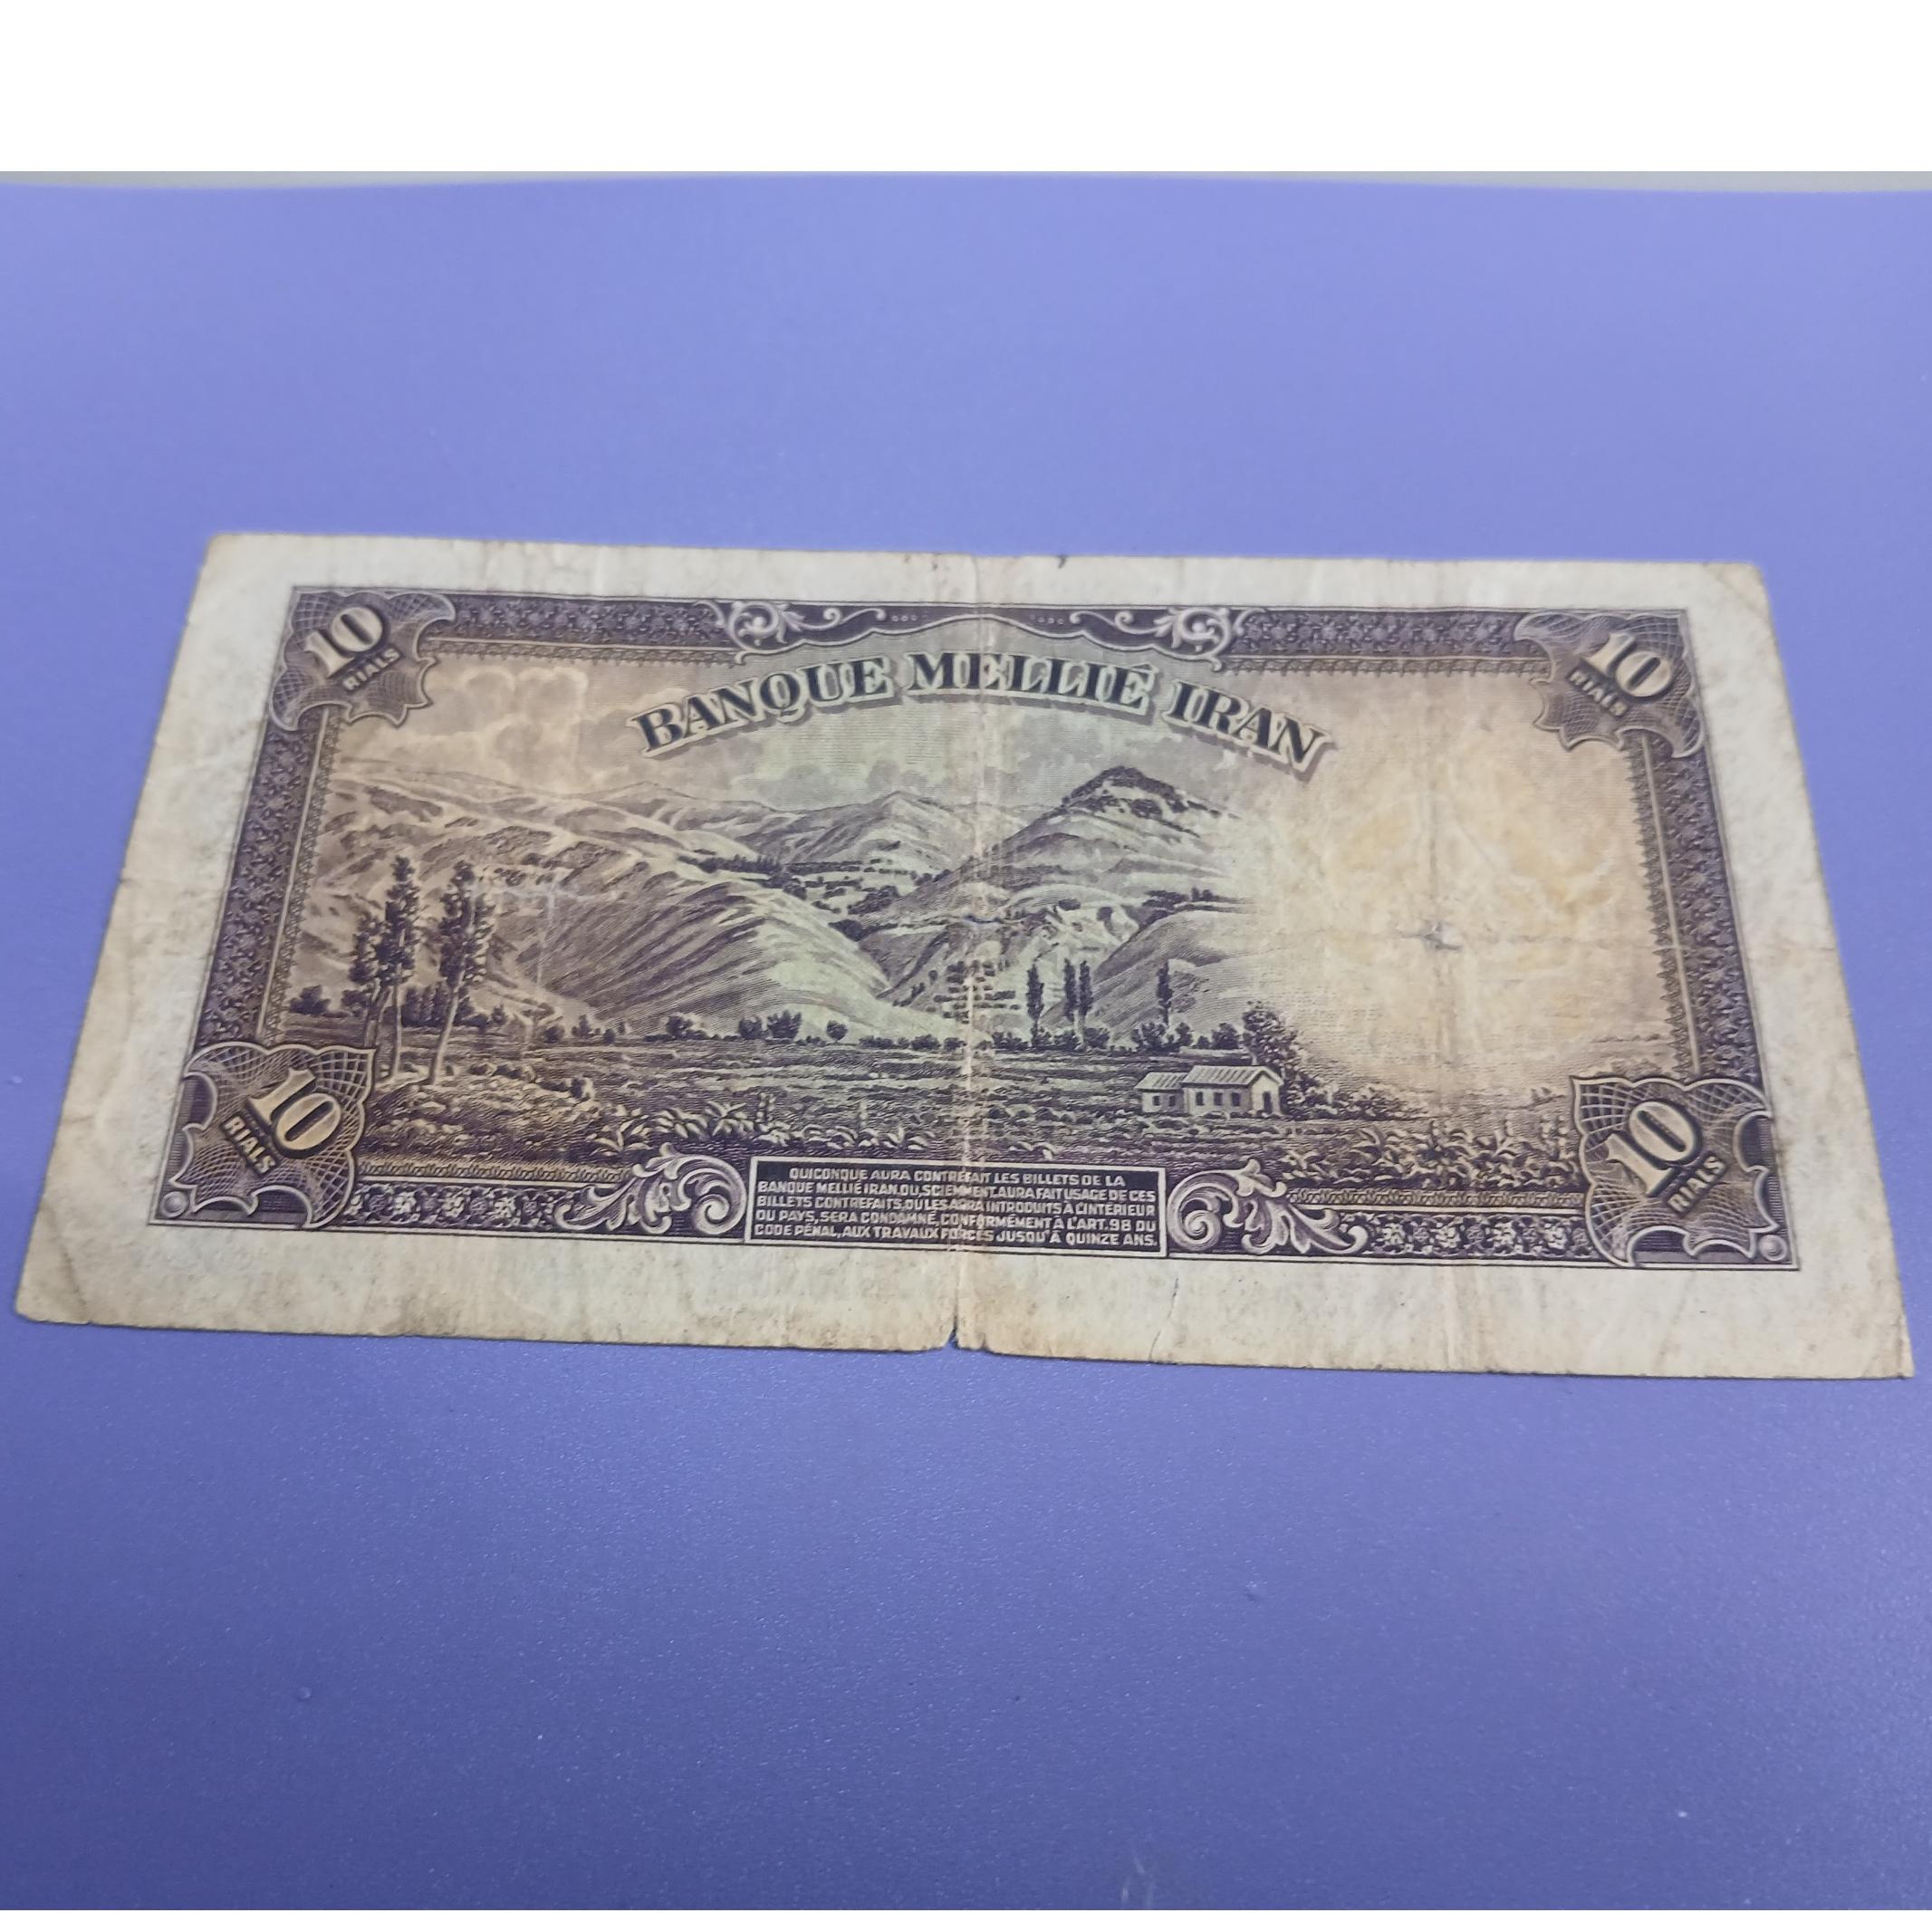 10
RIALS
10
RIALS
BANQUE MELLIÉ IRAN
10
RIALS
10
RIALS
QUICONQUE AURA CONTREFAIT LES BILLETS DE LA
BANQUE MELLIÉ IRAN, OU, SCIEMMENT, AURA FAIT USAGE DE CES
BILLETS CONTREFAITS, OU LES AURA INTRODUITS À L'INTÉRIEUR
DU PAYS, SERA CONDAMNÉ, CONFORMÉMENT À L'ART. 98 DU
CODE PÉNAL, AUX TRAVAUX FORCÉS JUSQU'À QUINZE ANS.